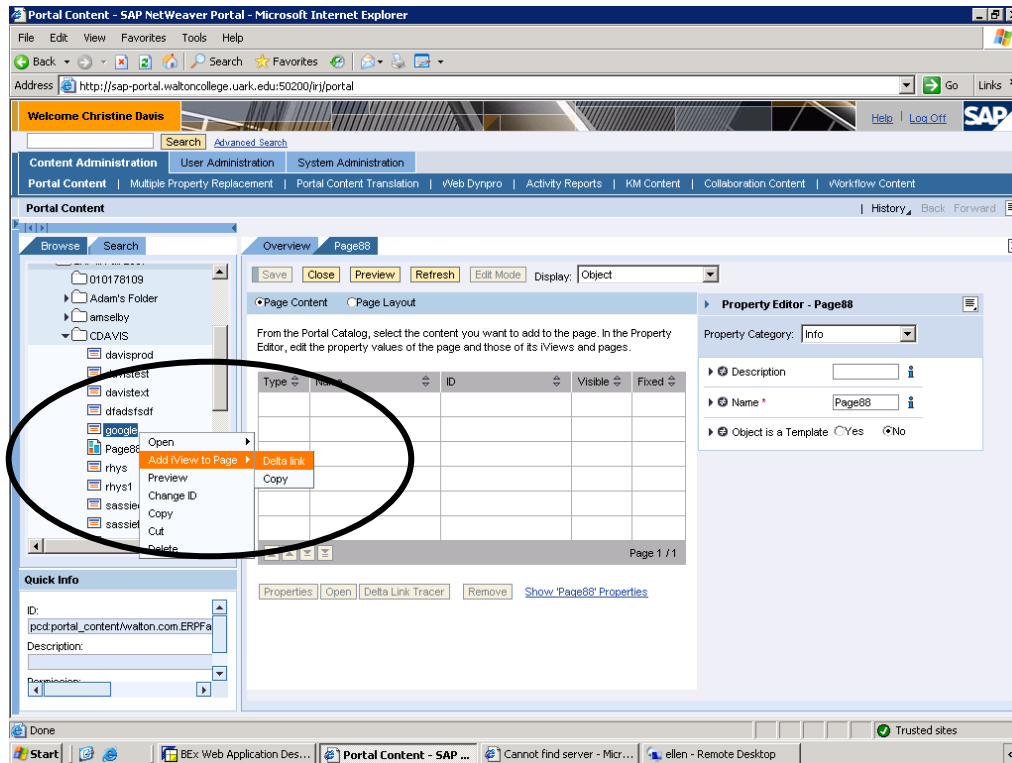 Portal Content - SAP NetWeaver Portal - Microsoft Internet Explorer
File Edit View Favorites Tools Help
Back Search Favorites
Address http://sap-portal.waltoncollege.uark.edu:50200/irj/portal Go Links
Welcome Christine Davis Help Log Off SAP
Search Advanced Search
Content Administration User Administration System Administration
Portal Content | Multiple Property Replacement | Portal Content Translation | Web Dynpro | Activity Reports | KM Content | Collaboration Content | Workflow Content
Portal Content | History Back Forward
Browse Search Overview Page88
010178109
Adam's Folder
amselby
CDAVIS
davisprod
davistest
davistext
dfadsfsdf
google
Page88
rhys
rhys1
Open
Add iView to Page
Preview
Change ID
Copy
Cut
Delete
Delta link
Copy
Save Close Preview Refresh Edit Mode Display: Object
Page Content Page Layout
From the Portal Catalog, select the content you want to add to the page. In the Property
Editor, edit the property values of the page and those of its iViews and pages.
Type Name ID Visible Fixed
Page 1 / 1
Properties Open Delta Link Tracer Remove Show 'Page88' Properties
Property Editor - Page88
Property Category: Info
Description
Name * Page88
Object is a Template Yes No
Quick Info
ID:
pcd:portal_content/walton.com.ERPFa
Description:
Permission:
Done Trusted sites
Start BEx Web Application Des... Portal Content - SAP ... Cannot find server - Micr... ellen - Remote Desktop